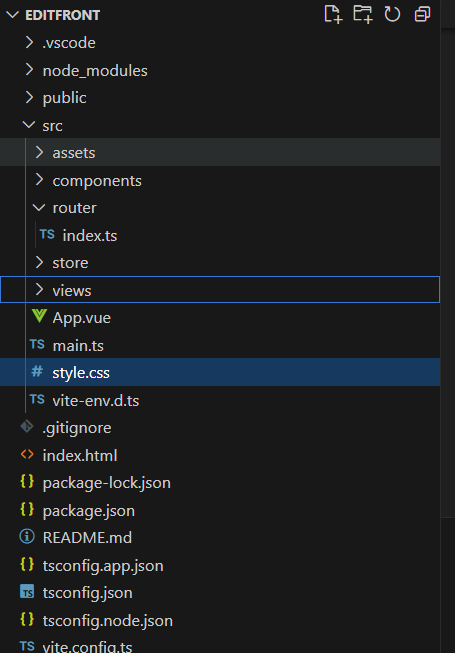 EDITFRONT
.vscode
node_modules
public
src
assets
components
router
TS index.ts
store
views
App.vue
TS main.ts
# style.css
TS vite-env.d.ts
.gitignore
<> index.html
{} package-lock.json
{} package.json
README.md
{} tsconfig.app.json
TS tsconfig.json
{} tsconfig.node.json
TS vite.config.ts